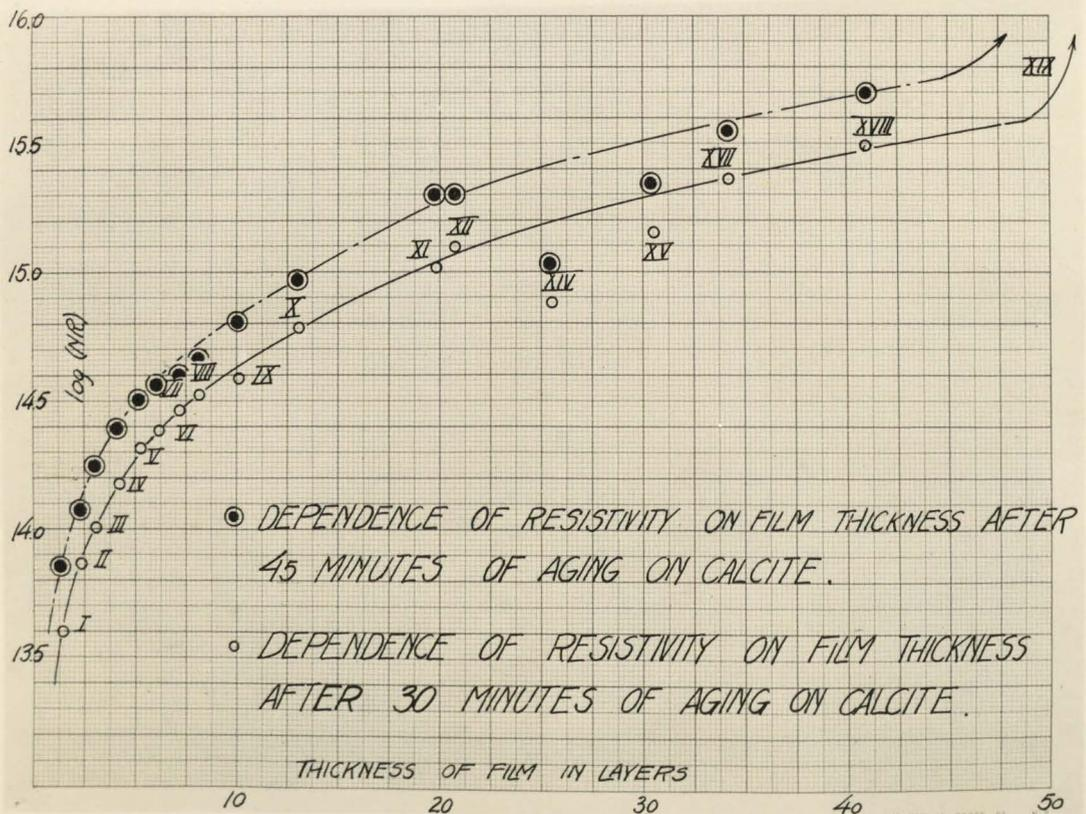 16.0
15.5
15.0
14.5
14.0
13.5
log (NR)
I
II
III
IV
V
VI
VII
VIII
IX
X
XI
XII
XIV
XV
XVII
XVIII
XIX
DEPENDENCE OF RESISTIVITY ON FILM THICKNESS AFTER
45 MINUTES OF AGING ON CALCITE.
DEPENDENCE OF RESISTIVITY ON FILM THICKNESS
AFTER 30 MINUTES OF AGING ON CALCITE.
THICKNESS OF FILM IN LAYERS
10 20 30 40 50